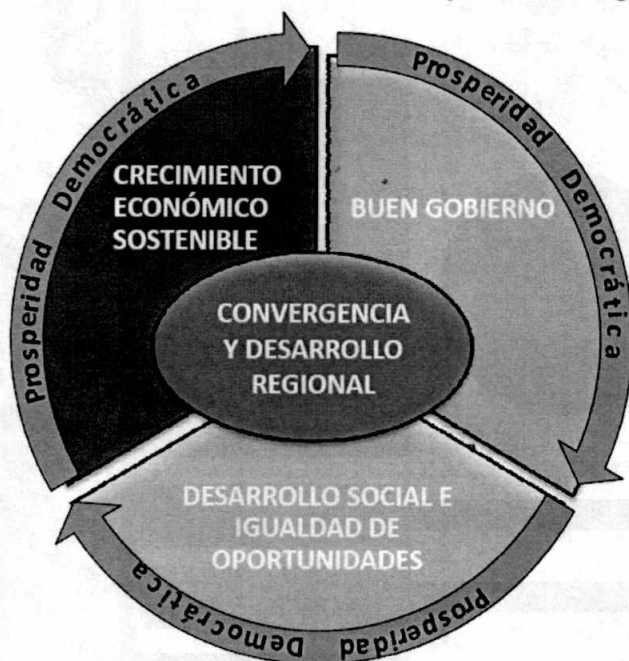 Prosperidad Democrática
CRECIMIENTO
ECONÓMICO
SOSTENIBLE
Prosperidad Democrática
BUEN GOBIERNO
CONVERGENCIA
Y DESARROLLO
REGIONAL
DESARROLLO SOCIAL E
IGUALDAD DE
OPORTUNIDADES
Prosperidad Democrática